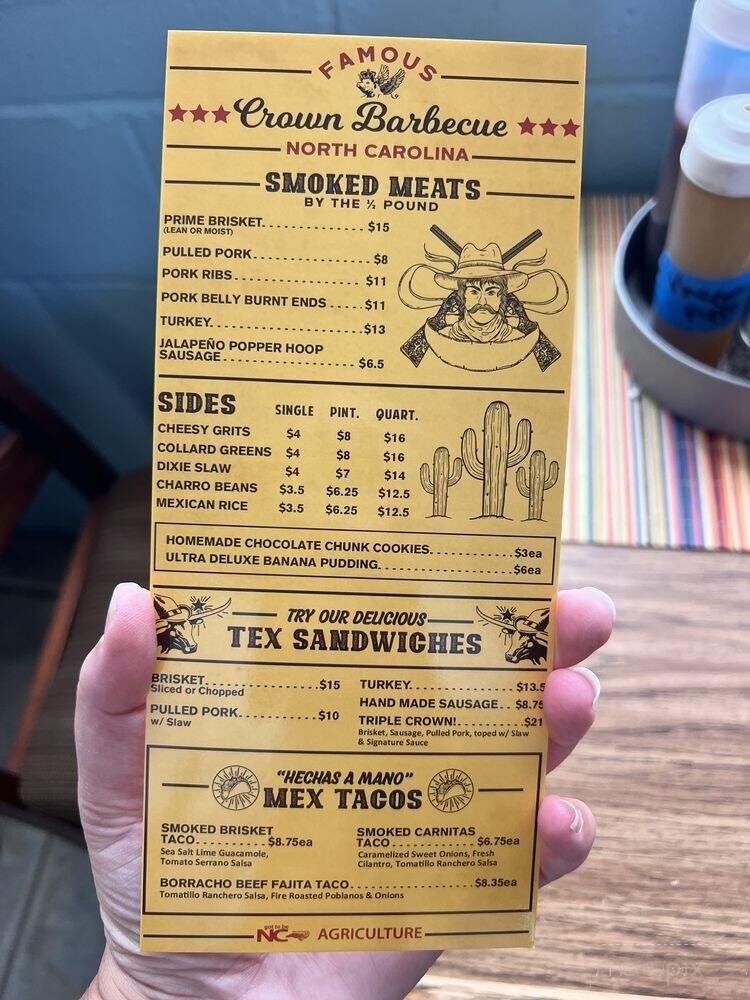 FAMOUS
Crown Barbecue
NORTH CAROLINA
SMOKED MEATS
BY THE ½ POUND
PRIME BRISKET. . . . . . . . . . . . . $15
(LEAN OR MOIST)
PULLED PORK. . . . . . . . . . . . . . . $8
PORK RIBS . . . . . . . . . . . . . . . . . $11
PORK BELLY BURNT ENDS . . . . . $11
TURKEY. . . . . . . . . . . . . . . . . . . . $13
JALAPEÑO POPPER HOOP
SAUSAGE. . . . . . . . . . . . . . . . . . $6.5
SIDES SINGLE PINT. QUART.
CHEESY GRITS $4 $8 $16
COLLARD GREENS $4 $8 $16
DIXIE SLAW $4 $7 $14
CHARRO BEANS $3.5 $6.25 $12.5
MEXICAN RICE $3.5 $6.25 $12.5
HOMEMADE CHOCOLATE CHUNK COOKIES. . . . . . . . . . . $3ea
ULTRA DELUXE BANANA PUDDING. . . . . . . . . . . . . . . . . $6ea
TRY OUR DELICIOUS
TEX SANDWICHES
BRISKET. . . . . . . . . . . . . . . . $15
Sliced or Chopped
PULLED PORK. . . . . . . . . . . $10
w/ Slaw
TURKEY. . . . . . . . . . . . . . . $13.5
HAND MADE SAUSAGE. . $8.75
TRIPLE CROWN!. . . . . . . . . $21
Brisket, Sausage, Pulled Pork, toped w/ Slaw
& Signature Sauce
"HECHAS A MANO"
MEX TACOS
SMOKED BRISKET
TACO. . . . . . . . . . $8.75ea
Sea Salt Lime Guacamole,
Tomato Serrano Salsa
SMOKED CARNITAS
TACO. . . . . . . . . . . . $6.75ea
Caramelized Sweet Onions, Fresh
Cilantro, Tomatillo Ranchero Salsa
BORRACHO BEEF FAJITA TACO. . . . . . . . . . . . . . . . . $8.35ea
Tomatillo Ranchero Salsa, Fire Roasted Poblanos & Onions
got to be
NC AGRICULTURE